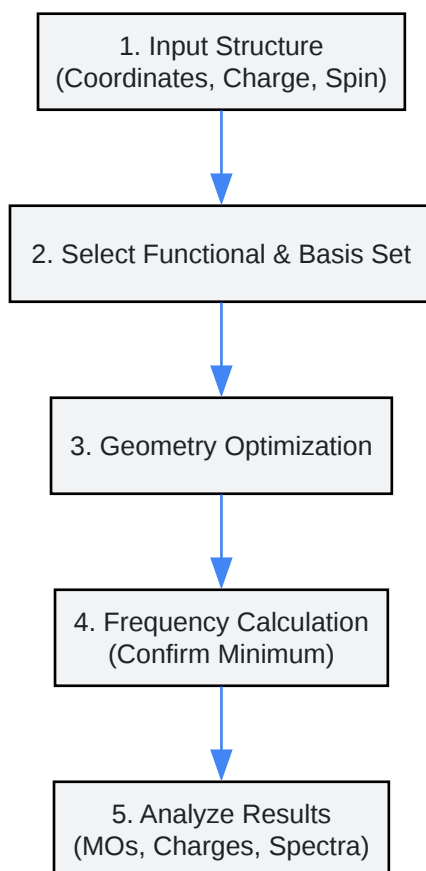 1. Input Structure
(Coordinates, Charge, Spin)
2. Select Functional & Basis Set
3. Geometry Optimization
4. Frequency Calculation
(Confirm Minimum)
5. Analyze Results
(MOs, Charges, Spectra)